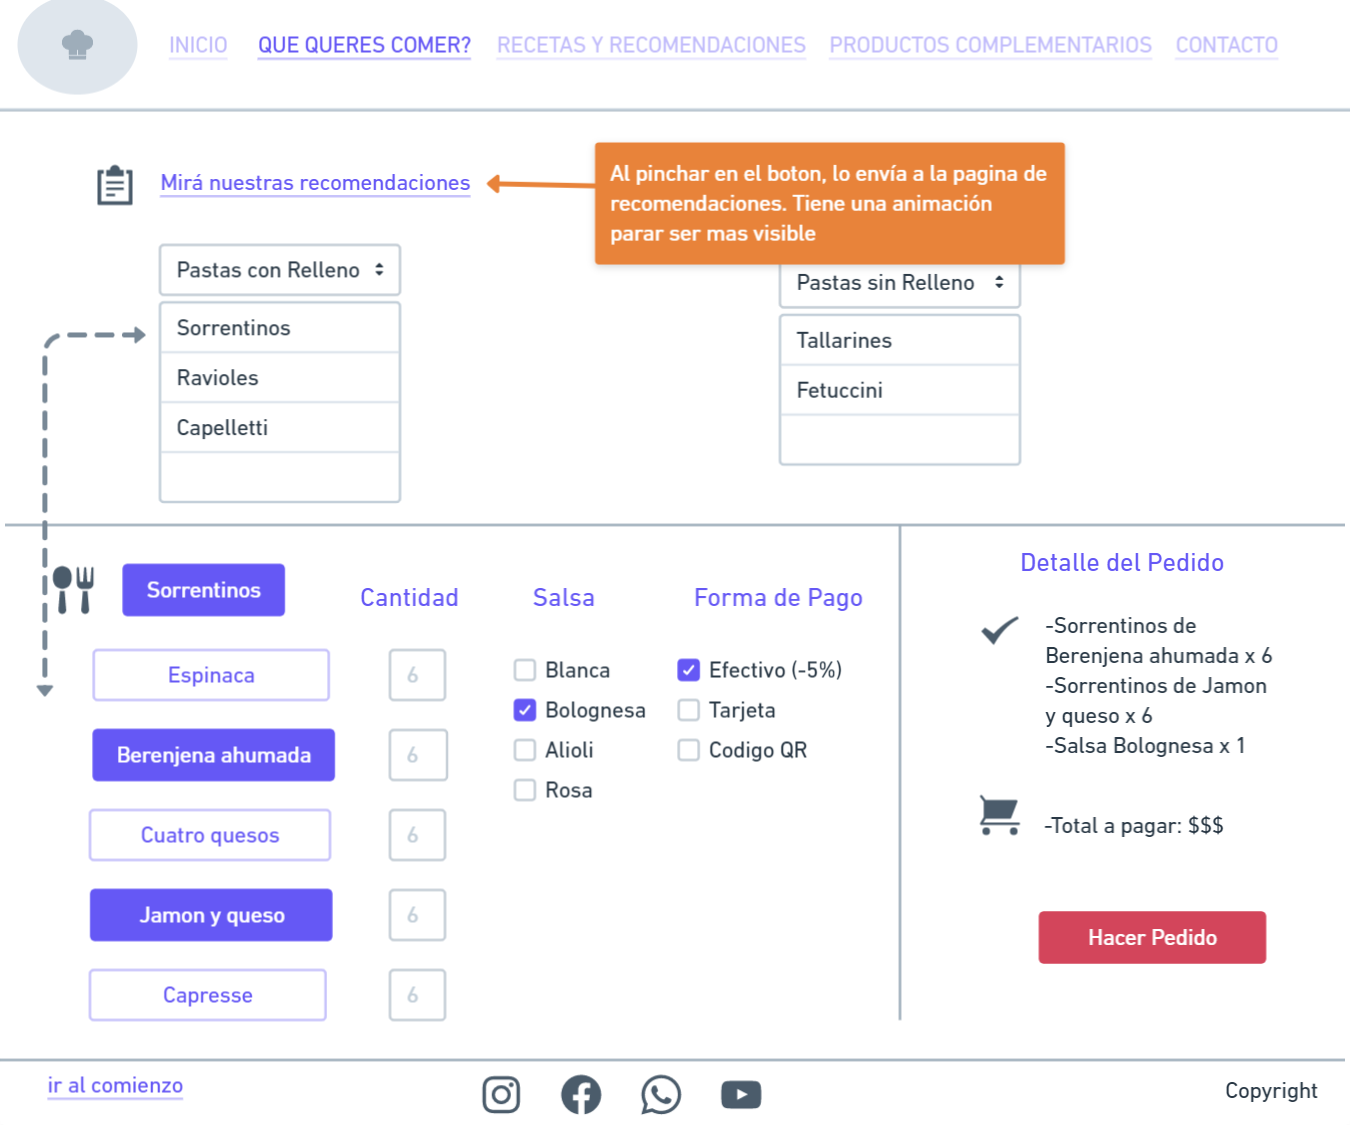 INICIO
QUE QUERES COMER?
RECETAS Y RECOMENDACIONES
PRODUCTOS COMPLEMENTARIOS
CONTACTO
Mirá nuestras recomendaciones
Al pinchar en el boton, lo envía a la pagina de
recomendaciones. Tiene una animación
parar ser mas visible
Pastas con Relleno
Sorrentinos
Ravioles
Capelletti
Pastas sin Relleno
Tallarines
Fetuccini
Sorrentinos
Espinaca
Berenjena ahumada
Cuatro quesos
Jamon y queso
Capresse
Cantidad
6
6
6
6
6
Salsa
Blanca
Bolognesa
Alioli
Rosa
Forma de Pago
Efectivo (-5%)
Tarjeta
Codigo QR
Detalle del Pedido
-Sorrentinos de
Berenjena ahumada x 6
-Sorrentinos de Jamon
y queso x 6
-Salsa Bolognesa x 1
-Total a pagar: $$$
Hacer Pedido
ir al comienzo
Copyright